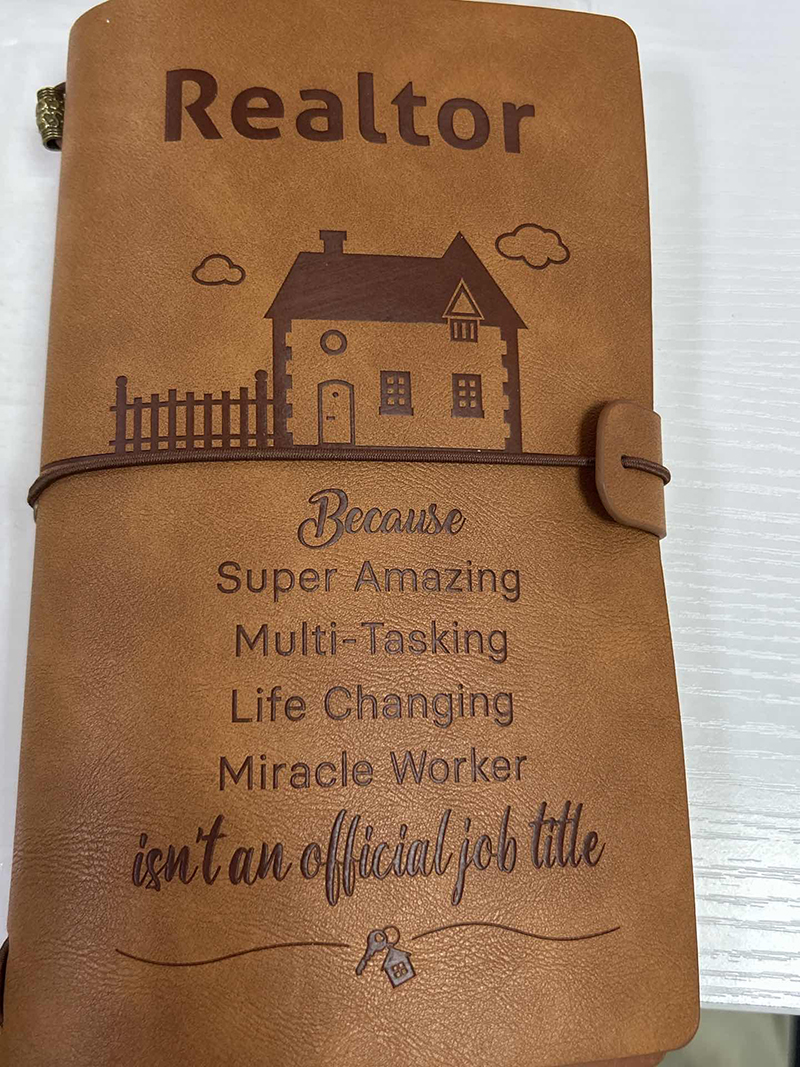 Realtor
Because
Super Amazing
Multi-Tasking
Life Changing
Miracle Worker
isn't an official job title